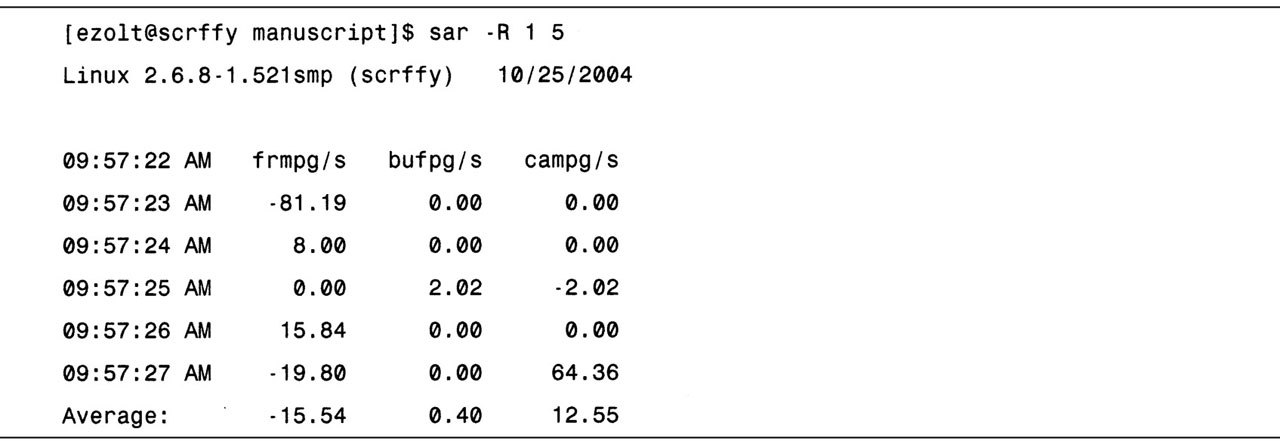 [ezolt@scrffy manuscript]$ sar -R 1 5
Linux 2.6.8-1.521smp (scrffy)   10/25/2004
09:57:22 AM   frmpg/s   bufpg/s   campg/s
09:57:23 AM    -81.19      0.00      0.00
09:57:24 AM      8.00      0.00      0.00
09:57:25 AM      0.00      2.02     -2.02
09:57:26 AM     15.84      0.00      0.00
09:57:27 AM    -19.80      0.00     64.36
Average:       -15.54      0.40     12.55